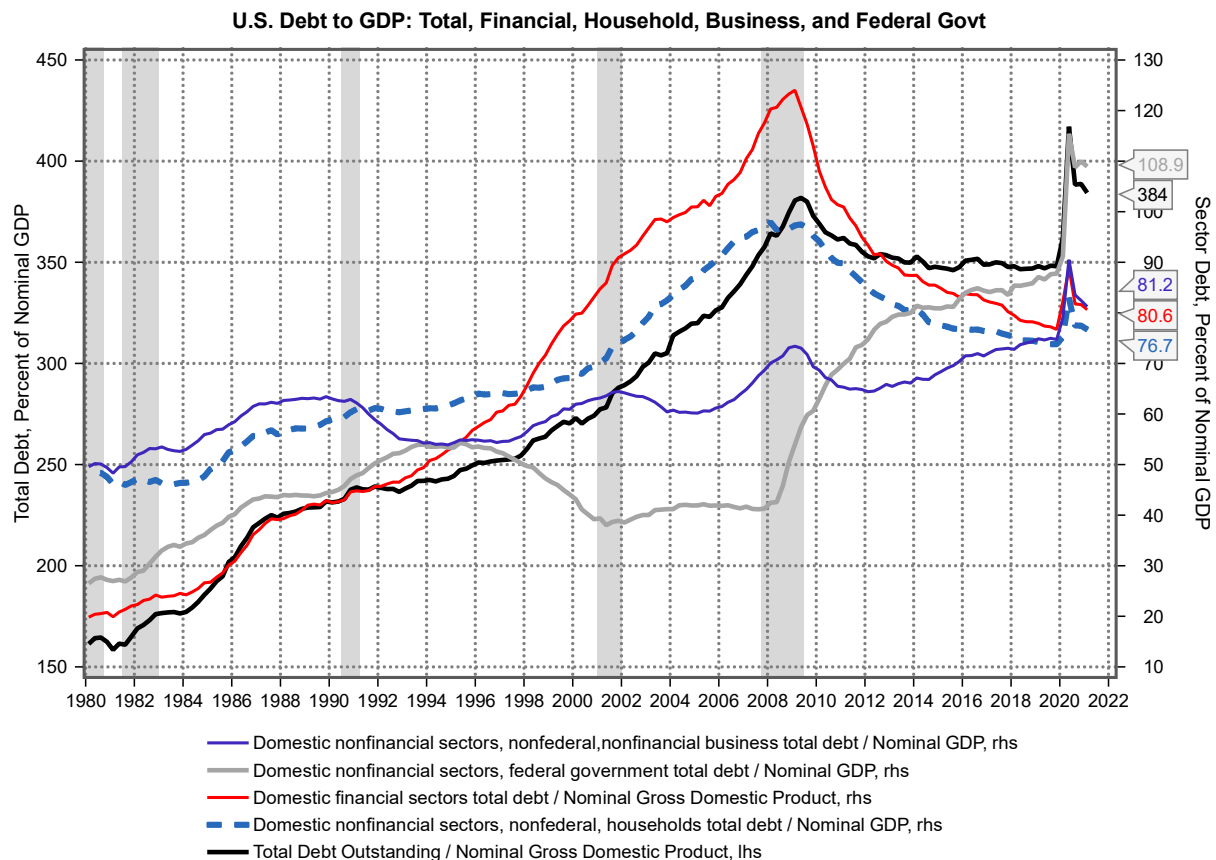 U.S. Debt to GDP: Total, Financial, Household, Business, and Federal Govt
Total Debt, Percent of Nominal GDP
450
400
350
300
250
200
150
130
120
100
90
70
60
50
40
30
20
10
108.9
384
81.2
80.6
76.7
Sector Debt, Percent of Nominal GDP
1980 1982 1984 1986 1988 1990 1992 1994 1996 1998 2000 2002 2004 2006 2008 2010 2012 2014 2016 2018 2020 2022
Domestic nonfinancial sectors, nonfederal,nonfinancial business total debt / Nominal GDP, rhs
Domestic nonfinancial sectors, federal government total debt / Nominal GDP, rhs
Domestic financial sectors total debt / Nominal Gross Domestic Product, rhs
Domestic nonfinancial sectors, nonfederal, households total debt / Nominal GDP, rhs
Total Debt Outstanding / Nominal Gross Domestic Product, lhs